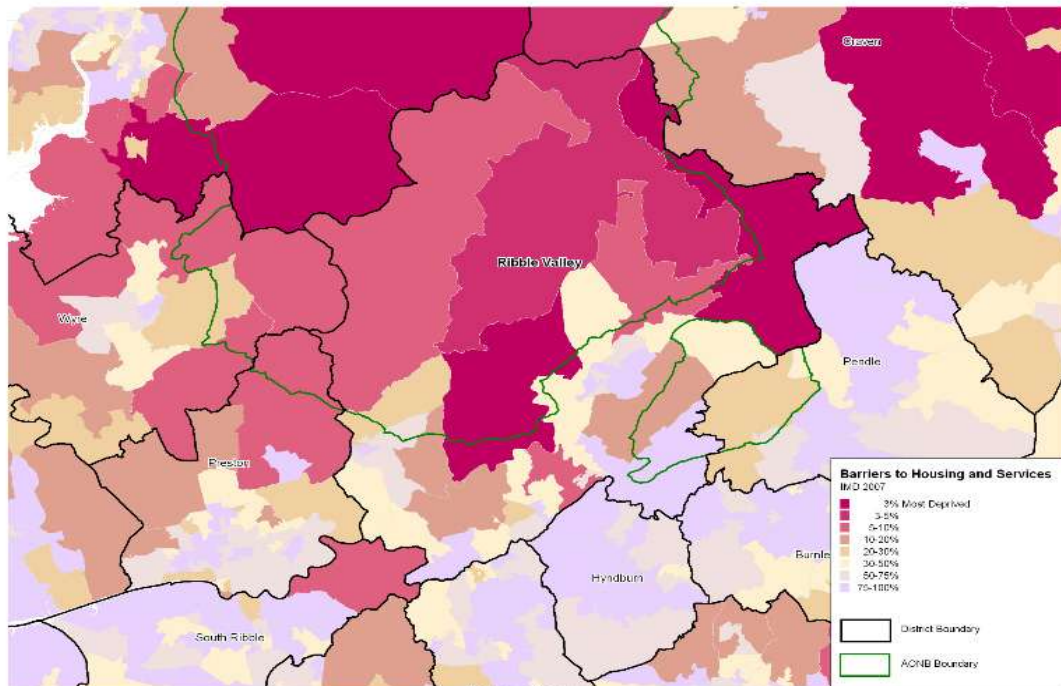 Craven
Ribble Valley
Wyre
Pendle
Preston
Barriers to Housing and Services
IMD 2007
3% Most Deprived
3-5%
5-10%
10-20%
20-30%
30-50%
50-75%
75-100%
Burnle
Hyndburn
South Ribble
District Boundary
AONB Boundary